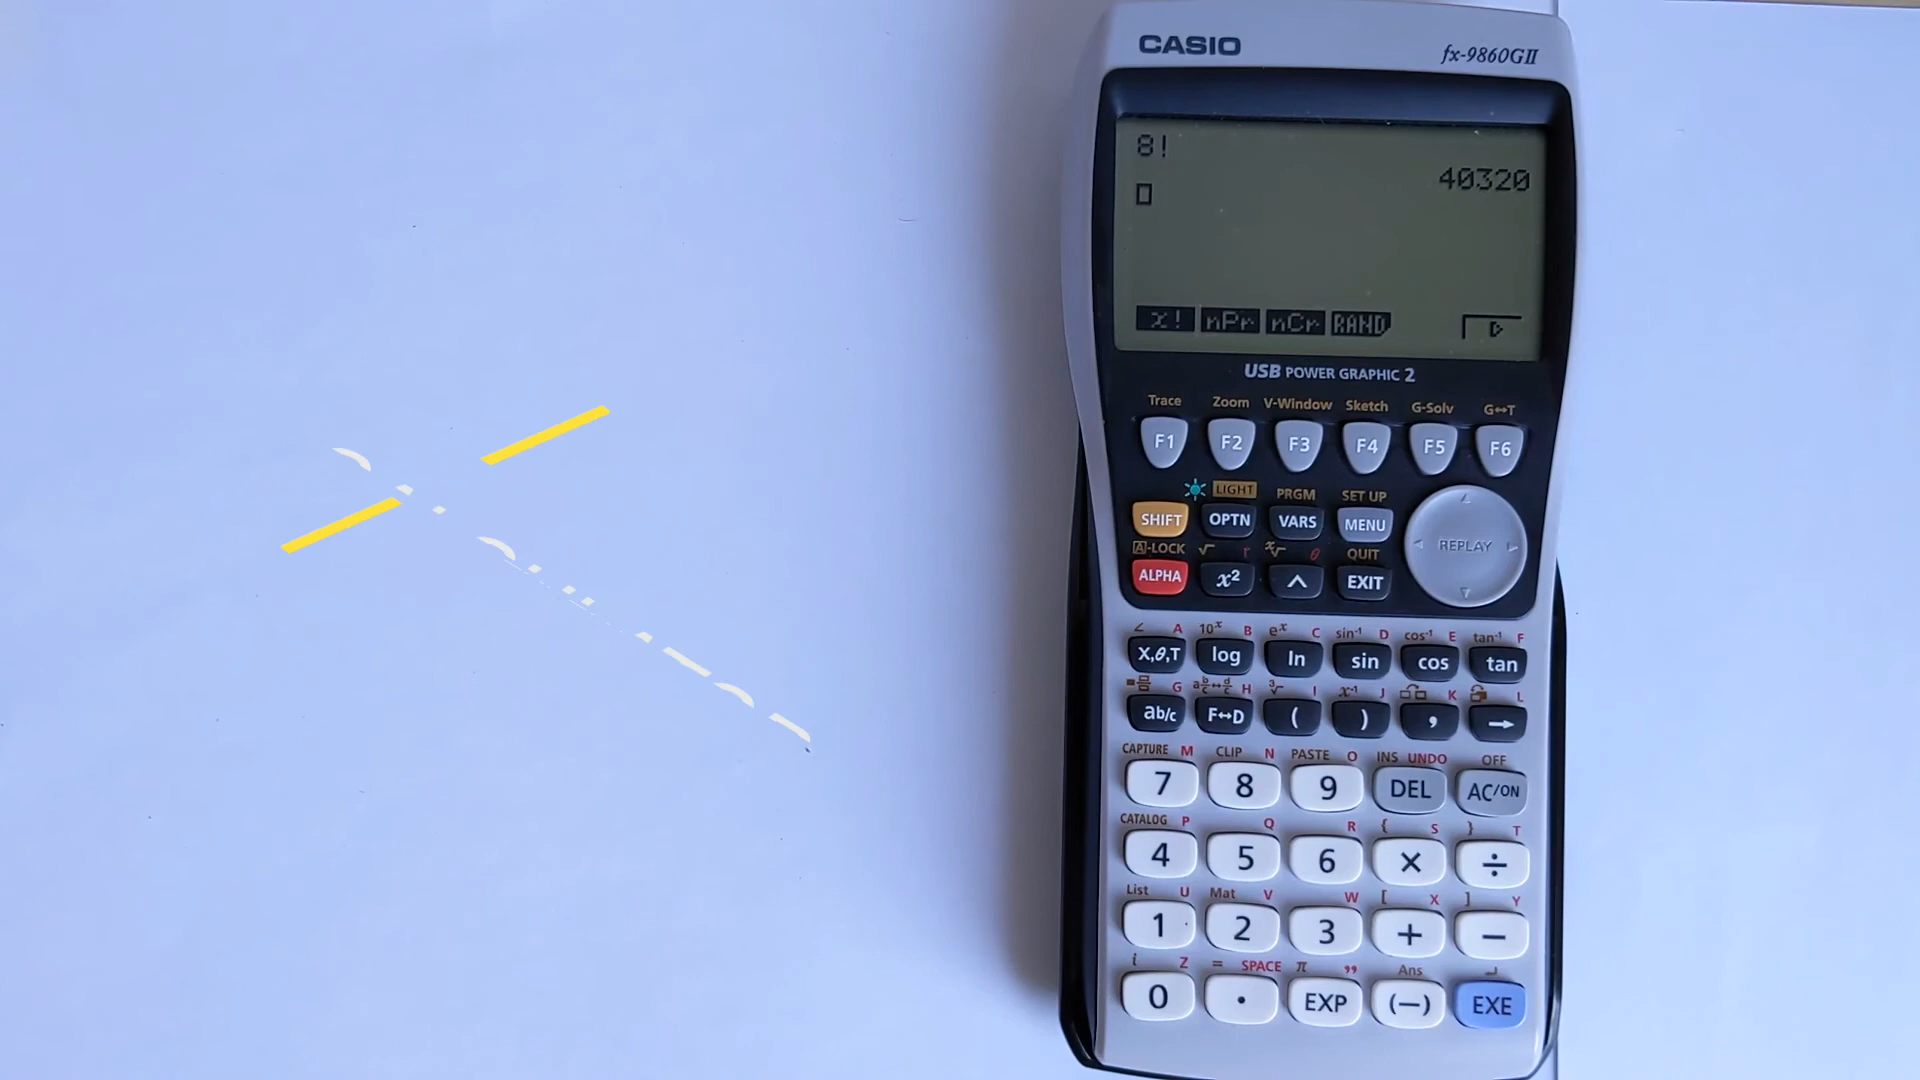 CASIO fx-9860GII
8!
40320
x! nPr nCr RAND
USB POWER GRAPHIC 2
Trace Zoom V-Window Sketch G-Solv G↔T
F1 F2 F3 F4 F5 F6
LIGHT PRGM SET UP
SHIFT OPTN VARS MENU
REPLAY
A-LOCK √ r ˣ√ θ QUIT
ALPHA x² ^ EXIT
∠ A 10ˣ B eˣ C sin⁻¹ D cos⁻¹ E tan⁻¹ F
X,θ,T log ln sin cos tan
G a b/c↔d/c H ³√ I x⁻¹ J K L
ab/c F↔D ( ) , →
CAPTURE M CLIP N PASTE O INS UNDO OFF
7 8 9 DEL AC/ON
CATALOG P Q R { S } T
4 5 6 × ÷
List U Mat V W [ X ] Y
1 2 3 + −
i Z = SPACE π ” Ans ↵
0 . EXP (−) EXE